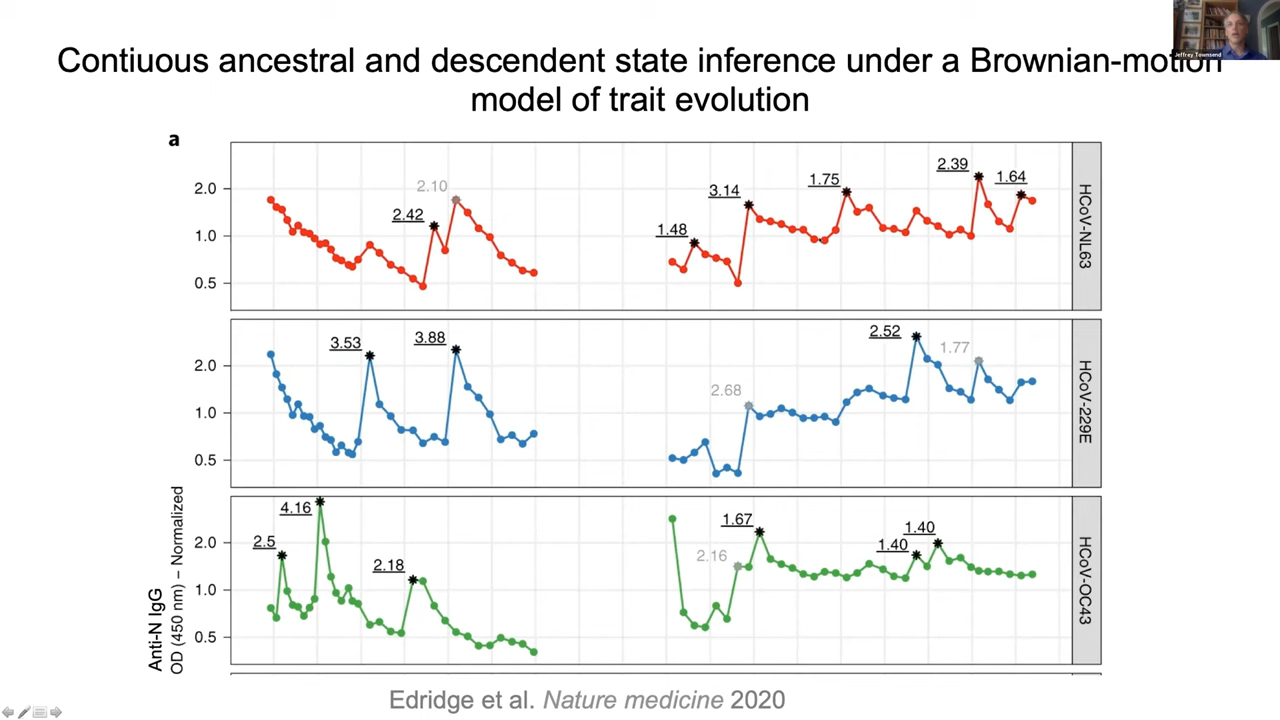 Jeffrey Townsend
Contiuous ancestral and descendent state inference under a Brownian-motion
model of trait evolution
a
2.0
1.0
0.5
2.42
2.10
1.48
3.14
1.75
2.39
1.64
HCoV-NL63
2.0
1.0
0.5
3.53
3.88
2.68
2.52
1.77
HCoV-229E
2.0
1.0
0.5
2.5
4.16
2.18
2.16
1.67
1.40
1.40
HCoV-OC43
Anti-N IgG
OD (450 nm) – Normalized
Edridge et al. Nature medicine 2020